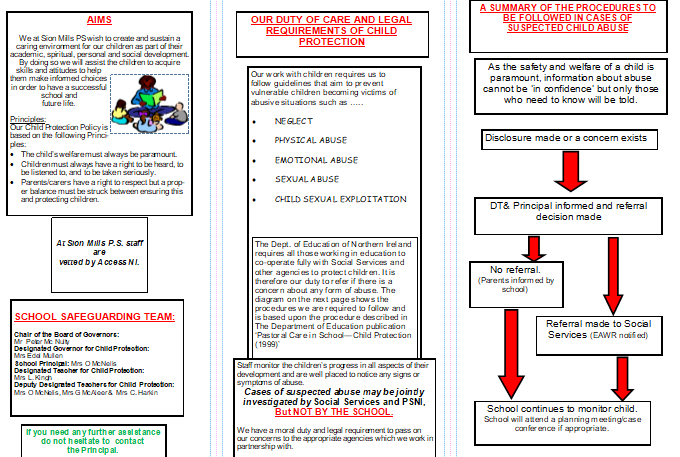 AIMS
We at Sion Mills PS wish to create and sustain a
caring environment for our children as part of their
academic, spiritual, personal and social development.
By doing so we will assist the children to acquire
skills and attitudes to help
them make informed choices
in order to have a successful
school and
future life.
Principles:
Our Child Protection Policy is
based on the following Princi-
ples:
• The child's welfare must always be paramount.
• Children must always have a right to be heard, to
be listened to, and to be taken seriously.
• Parents/carers have a right to respect but a prop-
er balance must be struck between ensuring this
and protecting children.
At Sion Mills P.S. staff
are
vetted by Access NI.
SCHOOL SAFEGUARDING TEAM:
Chair of the Board of Governors:
Mr Peter Mc Nulty
Designated Governor for Child Protection:
Mrs Edel Mullen
School Principal: Mrs O McNelis
Designated Teacher for Child Protection:
Mrs L. Knigh
Deputy Designated Teachers for Child Protection:
Mrs O McNelis, Mrs G McAleer & Mrs C. Harkin
If you need any further assistance
do not hesitate to contact
the Principal.
OUR DUTY OF CARE AND LEGAL
REQUIREMENTS OF CHILD
PROTECTION
Our work with children requires us to
follow guidelines that aim to prevent
vulnerable children becoming victims of
abusive situations such as .....
• NEGLECT
• PHYSICAL ABUSE
• EMOTIONAL ABUSE
• SEXUAL ABUSE
• CHILD SEXUAL EXPLOITATION
The Dept. of Education of Northern Ireland
requires all those working in education to
co-operate fully with Social Services and
other agencies to protect children. It is
therefore our duty to refer if there is a
concern about any form of abuse. The
diagram on the next page shows the
procedures we are required to follow and
is based upon the procedure described in
The Department of Education publication
'Pastoral Care in School—Child Protection
(1999)'
Staff monitor the children's progress in all aspects of their
development and are well placed to notice any signs or
symptoms of abuse.
Cases of suspected abuse may be jointly
investigated by Social Services and PSNI,
But NOT BY THE SCHOOL.
We have a moral duty and legal requirement to pass on
our concerns to the appropriate agencies which we work in
partnership with.
A SUMMARY OF THE PROCEDURES TO
BE FOLLOWED IN CASES OF
SUSPECTED CHILD ABUSE
As the safety and welfare of a child is
paramount, information about abuse
cannot be 'in confidence' but only those
who need to know will be told.
Disclosure made or a concern exists
DT& Principal informed and referral
decision made
No referral.
(Parents informed by
school)
Referral made to Social
Services (EAWR notified)
School continues to monitor child.
School will attend a planning meeting/case
conference if appropriate.